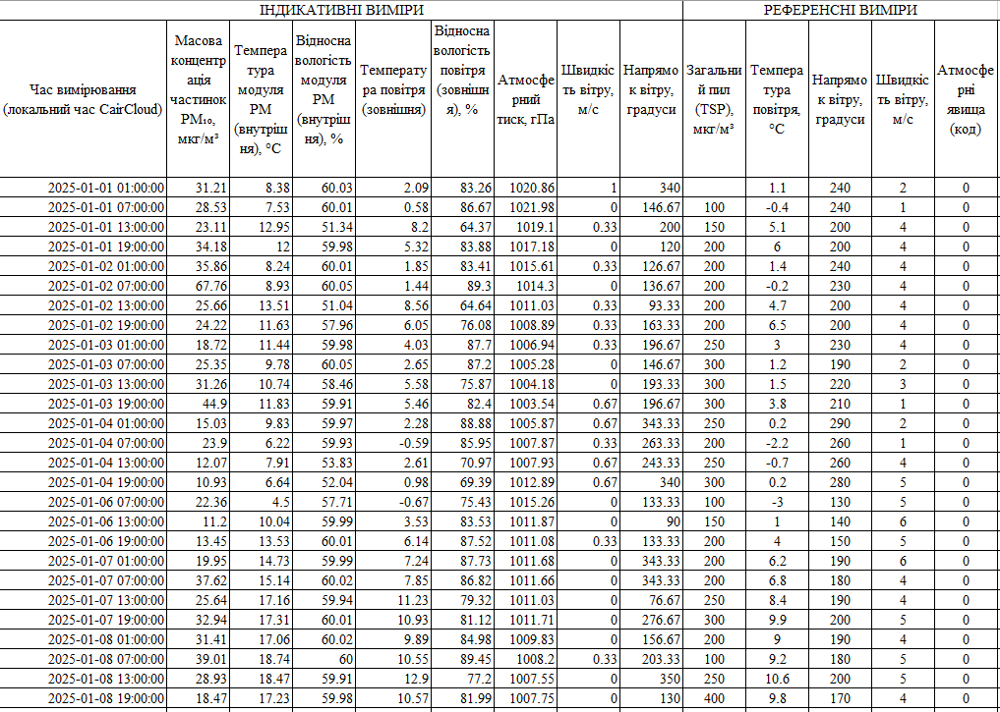 ІНДИКАТИВНІ ВИМІРИ РЕФЕРЕНСНІ ВИМІРИ
Час вимірювання (локальний час CairCloud) Масова концентрація частинок PM₁₀, мкг/м³ Температура модуля PM (внутрішня), °C Відносна вологість модуля PM (внутрішня), % Температура повітря (зовнішня) Відносна вологість повітря (зовнішня), % Атмосферний тиск, гПа Швидкість вітру, м/с Напрямок вітру, градуси Загальний пил (TSP), мкг/м³ Температура повітря, °C Напрямок вітру, градуси Швидкість вітру, м/с Атмосферні явища (код)
2025-01-01 01:00:00 31.21 8.38 60.03 2.09 83.26 1020.86 1 340 1.1 240 2 0
2025-01-01 07:00:00 28.53 7.53 60.01 0.58 86.67 1021.98 0 146.67 100 -0.4 240 1 0
2025-01-01 13:00:00 23.11 12.95 51.34 8.2 64.37 1019.1 0.33 200 150 5.1 200 4 0
2025-01-01 19:00:00 34.18 12 59.98 5.32 83.88 1017.18 0 120 200 6 200 4 0
2025-01-02 01:00:00 35.86 8.24 60.01 1.85 83.41 1015.61 0.33 126.67 200 1.4 240 4 0
2025-01-02 07:00:00 67.76 8.93 60.05 1.44 89.3 1014.3 0 136.67 200 -0.2 230 4 0
2025-01-02 13:00:00 25.66 13.51 51.04 8.56 64.64 1011.03 0.33 93.33 200 4.7 200 4 0
2025-01-02 19:00:00 24.22 11.63 57.96 6.05 76.08 1008.89 0.33 163.33 200 6.5 200 4 0
2025-01-03 01:00:00 18.72 11.44 59.98 4.03 87.7 1006.94 0.33 196.67 250 3 230 4 0
2025-01-03 07:00:00 25.35 9.78 60.05 2.65 87.2 1005.28 0 146.67 300 1.2 190 2 0
2025-01-03 13:00:00 31.26 10.74 58.46 5.58 75.87 1004.18 0 193.33 300 1.5 220 3 0
2025-01-03 19:00:00 44.9 11.83 59.91 5.46 82.4 1003.54 0.67 196.67 300 3.8 210 1 0
2025-01-04 01:00:00 15.03 9.83 59.97 2.28 88.88 1005.87 0.67 343.33 250 0.2 290 2 0
2025-01-04 07:00:00 23.9 6.22 59.93 -0.59 85.95 1007.87 0.33 263.33 200 -2.2 260 1 0
2025-01-04 13:00:00 12.07 7.91 53.83 2.61 70.97 1007.93 0.67 243.33 250 -0.7 260 4 0
2025-01-04 19:00:00 10.93 6.64 52.04 0.98 69.39 1012.89 0.67 340 300 0.2 280 5 0
2025-01-06 07:00:00 22.36 4.5 57.71 -0.67 75.43 1015.26 0 133.33 100 -3 130 5 0
2025-01-06 13:00:00 11.2 10.04 59.99 3.53 83.53 1011.87 0 90 150 1 140 6 0
2025-01-06 19:00:00 13.45 13.53 60.01 6.14 87.52 1011.08 0.33 133.33 200 4 150 5 0
2025-01-07 01:00:00 19.95 14.73 59.99 7.24 87.73 1011.68 0 343.33 200 6.2 190 6 0
2025-01-07 07:00:00 37.62 15.14 60.02 7.85 86.82 1011.66 0 343.33 200 6.8 180 4 0
2025-01-07 13:00:00 25.64 17.16 59.94 11.23 79.32 1011.03 0 76.67 250 8.4 190 4 0
2025-01-07 19:00:00 32.94 17.31 60.01 10.93 81.12 1011.71 0 276.67 300 9.9 200 5 0
2025-01-08 01:00:00 31.41 17.06 60.02 9.89 84.98 1009.83 0 156.67 200 9 190 4 0
2025-01-08 07:00:00 39.01 18.74 60 10.55 89.45 1008.2 0.33 203.33 100 9.2 180 5 0
2025-01-08 13:00:00 28.93 18.47 59.91 12.9 77.2 1007.55 0 350 250 10.6 200 5 0
2025-01-08 19:00:00 18.47 17.23 59.98 10.57 81.99 1007.75 0 130 400 9.8 170 4 0